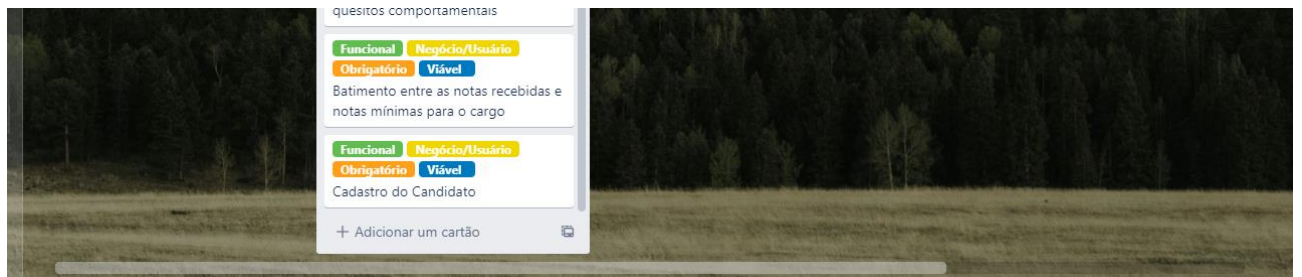 quesitos comportamentais
Funcional Negócio/Usuário
Obrigatório Viável
Batimento entre as notas recebidas e
notas mínimas para o cargo
Funcional Negócio/Usuário
Obrigatório Viável
Cadastro do Candidato
+ Adicionar um cartão